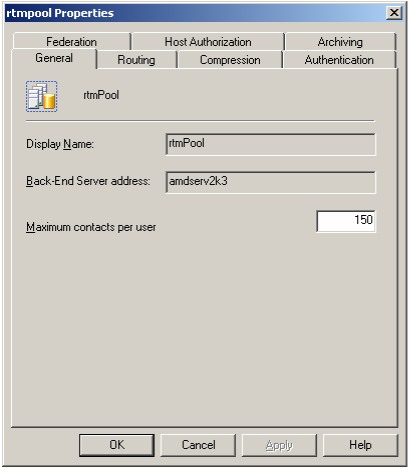 rtmpool Properties
Federation Host Authorization Archiving
General Routing Compression Authentication
rtmPool
Display Name: rtmPool
Back-End Server address: amdserv2k3
Maximum contacts per user 150
OK Cancel Apply Help